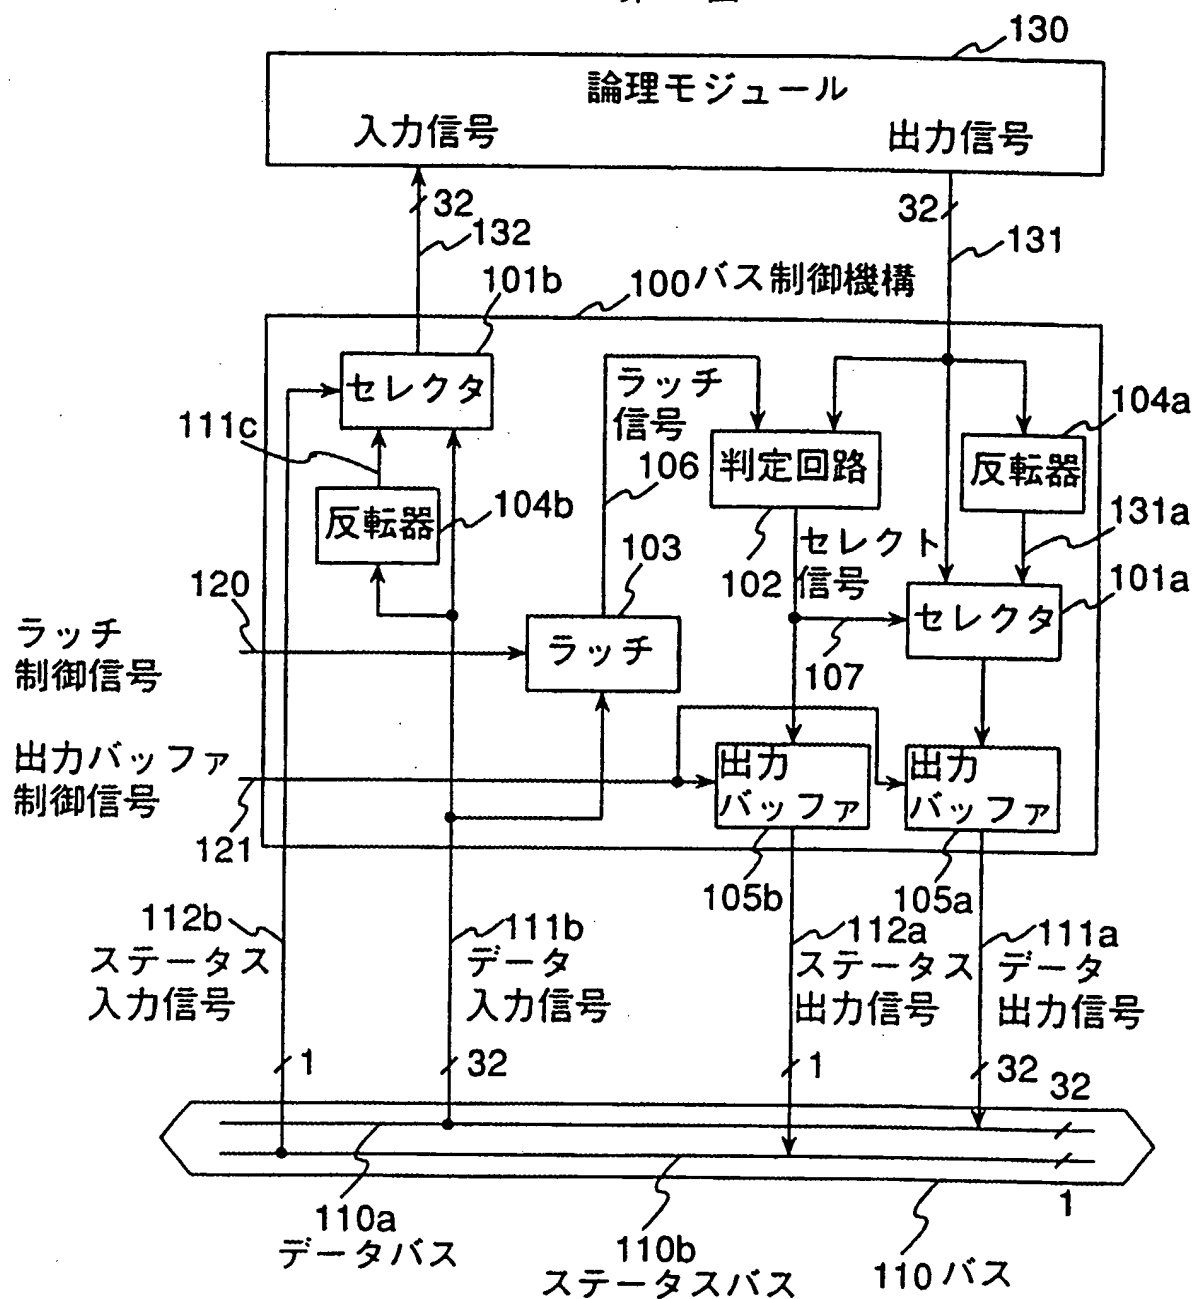 130
論理モジュール
入力信号
出力信号
32
132
32
131
101b
100 バス制御機構
セレクタ
ラッチ
信号
106
111c
104a
判定回路
反転器
反転器
104b
103
102
セレクト
信号
131a
101a
120
ラッチ
制御信号
ラッチ
セレクタ
107
出力バッファ
制御信号
121
出力
バッファ
出力
バッファ
105b
105a
112b
ステータス
入力信号
111b
データ
入力信号
112a
ステータス
出力信号
111a
データ
出力信号
1
32
1
32
32
1
110a
データバス
110b
ステータスバス
110 バス